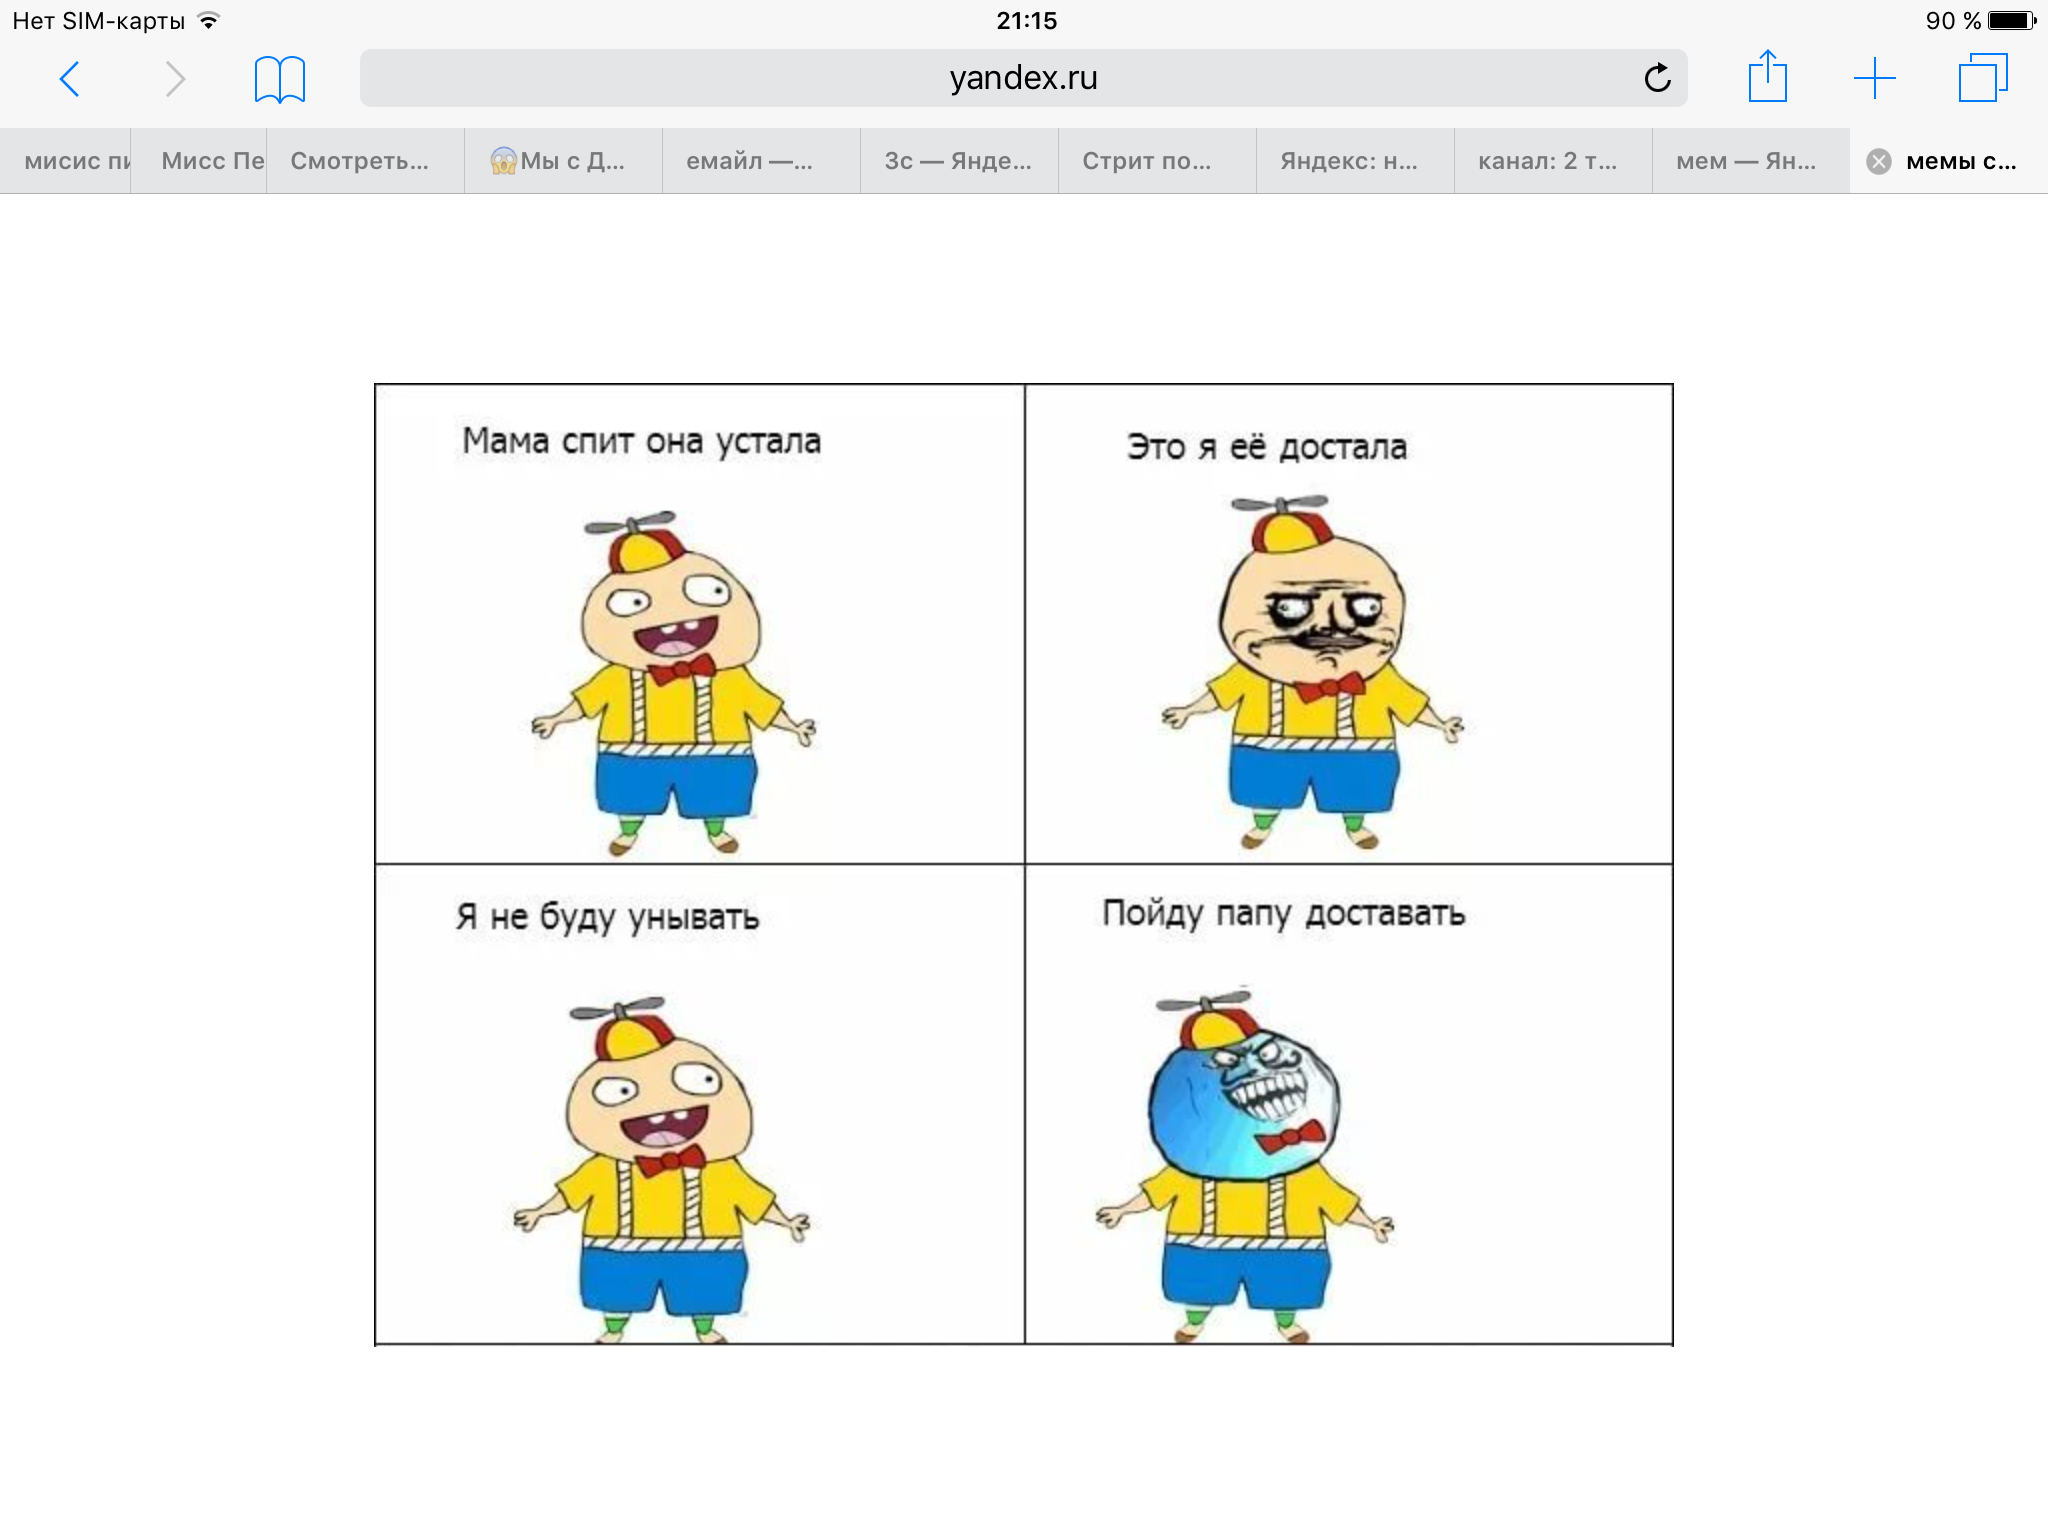 Нет SIM-карты
21:15
90 %
yandex.ru
мисис пи
Мисс Пе
Смотреть...
😱Мы с Д...
емайл —...
3с — Янде...
Стрит по...
Яндекс: н...
канал: 2 т...
мем — Ян...
мемы с...
Мама спит она устала
Это я её достала
Я не буду унывать
Пойду папу доставать